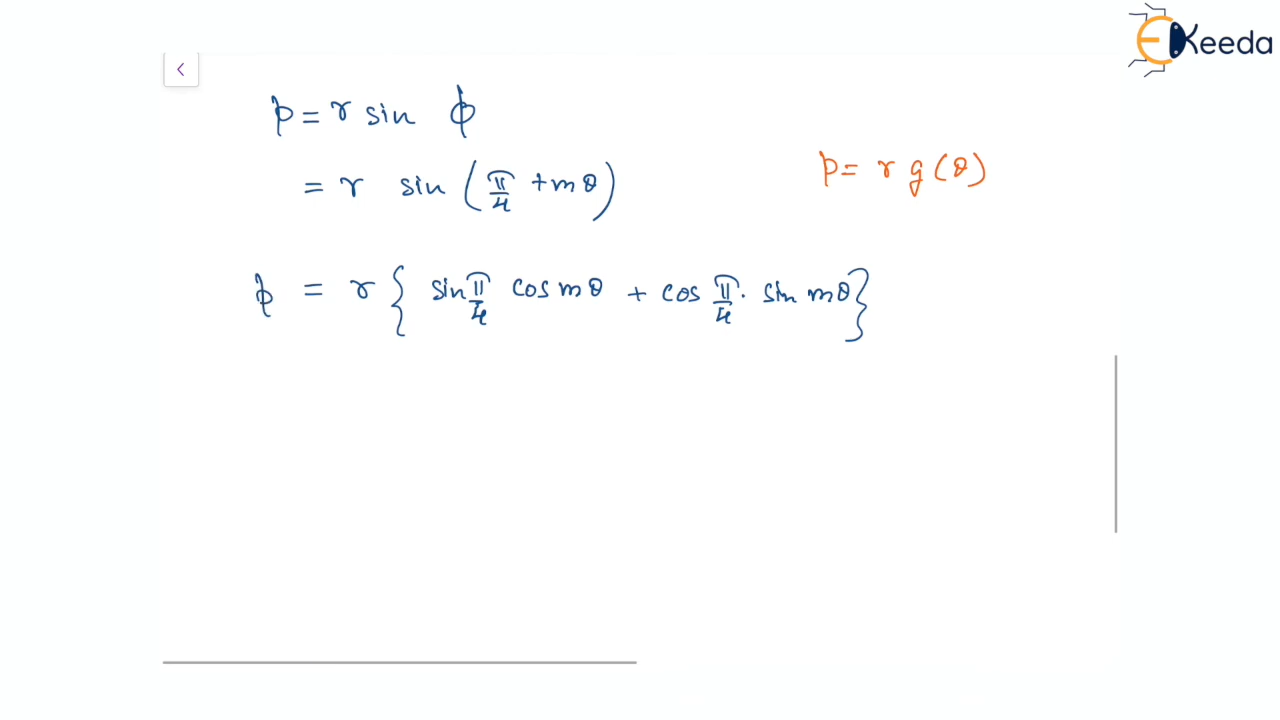 EKeeda
p = r sin ϕ
= r sin (π/4 + mθ)
p = r g(θ)
p = r { sin π/4 cos mθ + cos π/4 · sin mθ }